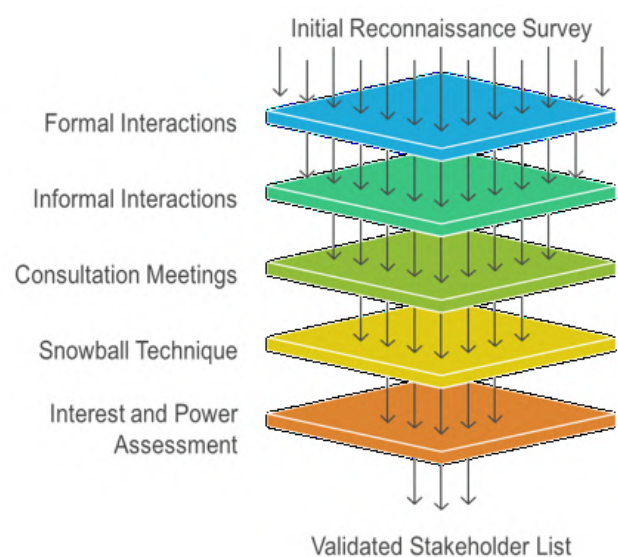 Initial Reconnaissance Survey
Formal Interactions
Informal Interactions
Consultation Meetings
Snowball Technique
Interest and Power
Assessment
Validated Stakeholder List